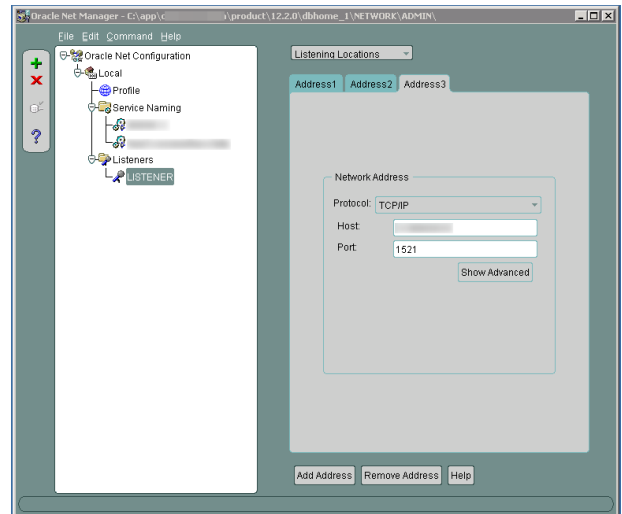 Oracle Net Manager - C:\app\c \product\12.2.0\dbhome_1\NETWORK\ADMIN\
File Edit Command Help
Oracle Net Configuration
Local
Profile
Service Naming
Listeners
LISTENER
Listening Locations
Address1 Address2 Address3
Network Address
Protocol: TCP/IP
Host:
Port: 1521
Show Advanced
Add Address Remove Address Help